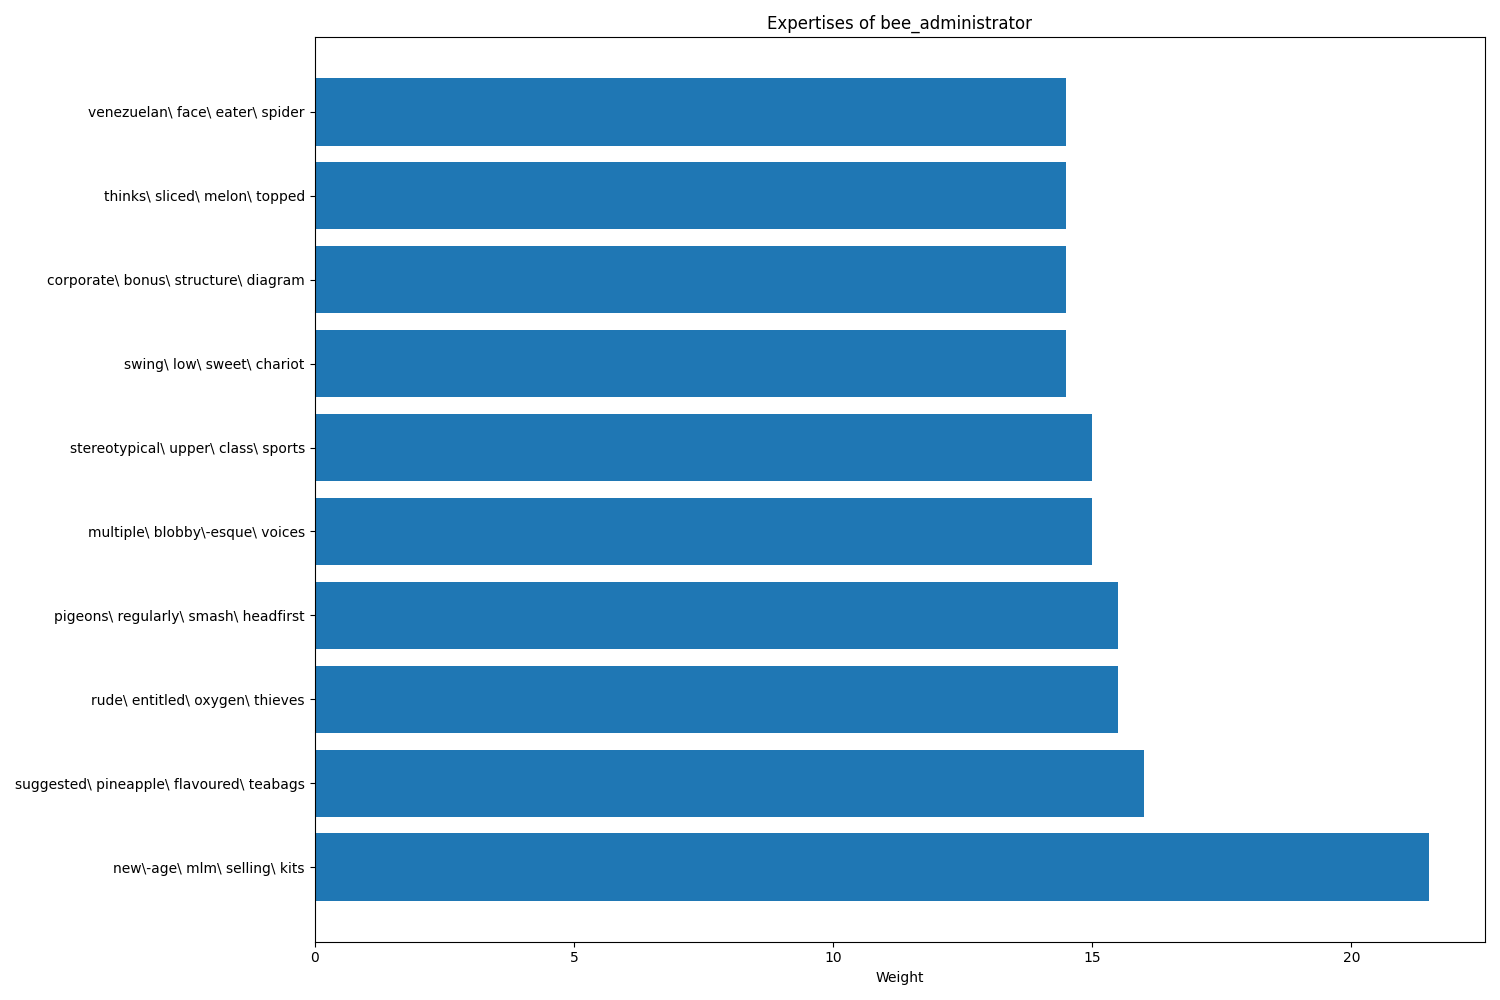 Expertises of bee_administrator
venezuelan\ face\ eater\ spider
thinks\ sliced\ melon\ topped
corporate\ bonus\ structure\ diagram
swing\ low\ sweet\ chariot
stereotypical\ upper\ class\ sports
multiple\ blobby\-esque\ voices
pigeons\ regularly\ smash\ headfirst
rude\ entitled\ oxygen\ thieves
suggested\ pineapple\ flavoured\ teabags
new\-age\ mlm\ selling\ kits
0 5 10 15 20
Weight